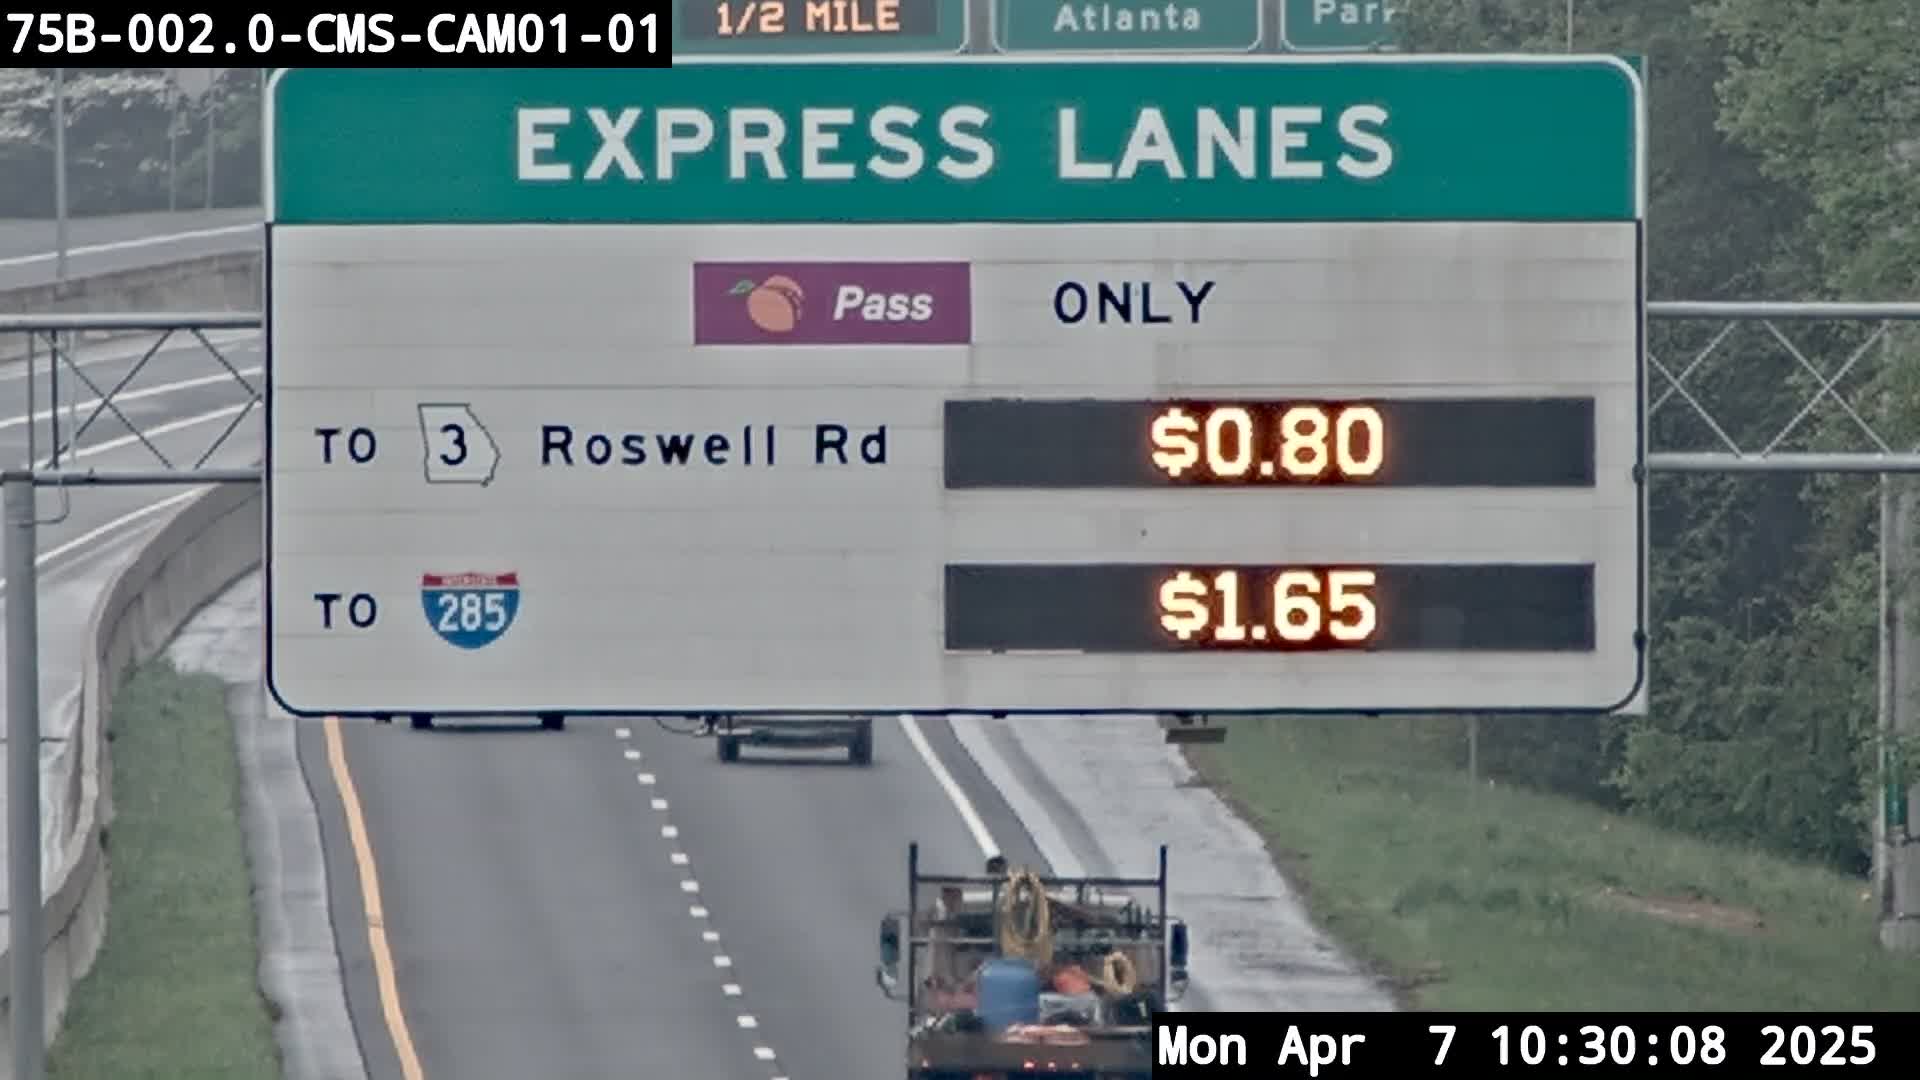 75B-002.0-CMS-CAM01-01
1/2 MILE
Atlanta
EXPRESS LANES
Pass ONLY
TO 3 Roswell Rd $0.80
TO 285 $1.65
Mon Apr 7 10:30:08 2025